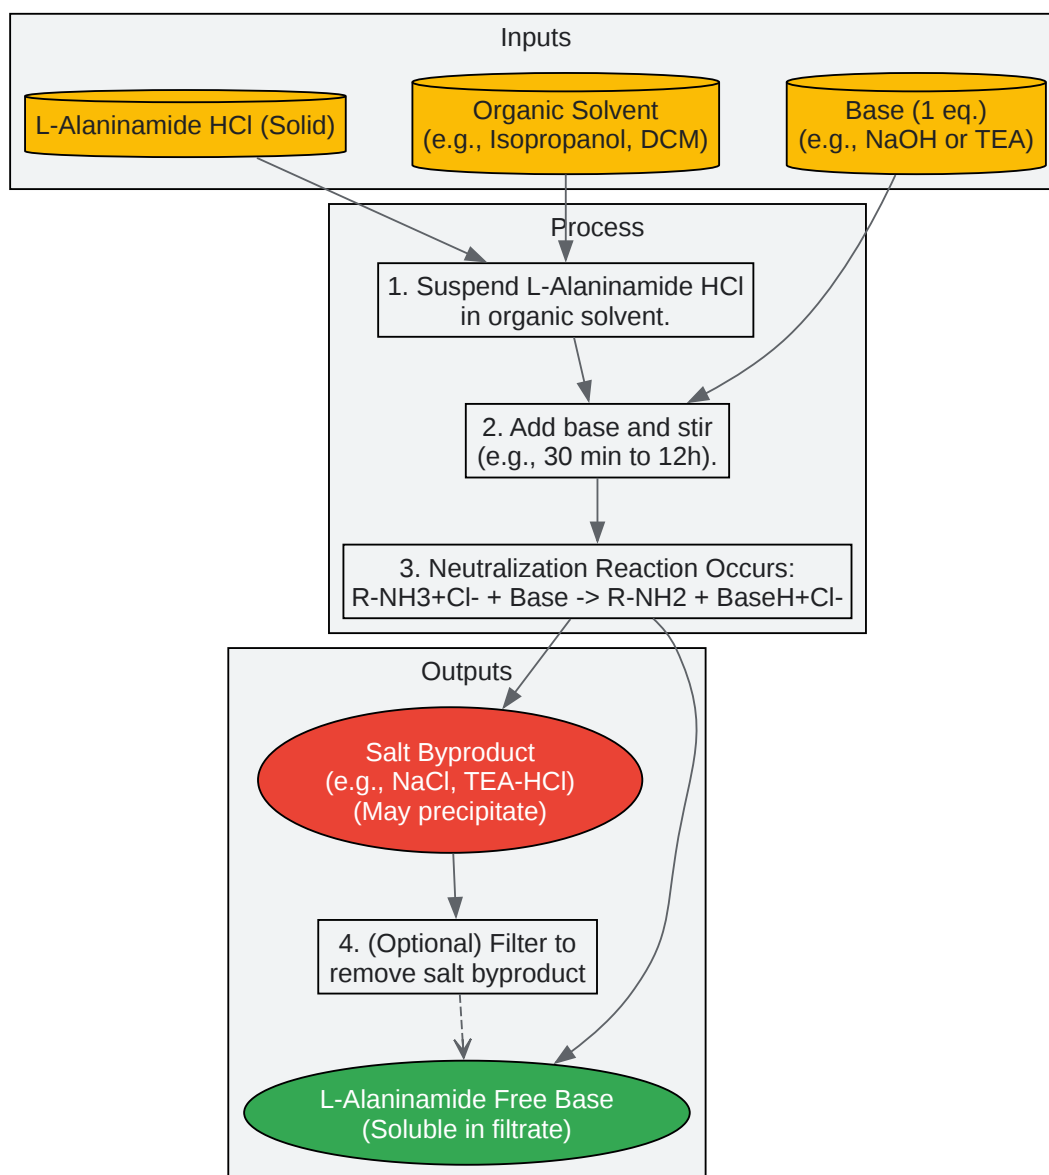 Inputs
L-Alaninamide HCl (Solid)
Organic Solvent
(e.g., Isopropanol, DCM)
Base (1 eq.)
(e.g., NaOH or TEA)
Process
1. Suspend L-Alaninamide HCl
in organic solvent.
2. Add base and stir
(e.g., 30 min to 12h).
3. Neutralization Reaction Occurs:
R-NH3+Cl- + Base -> R-NH2 + BaseH+Cl-
Outputs
Salt Byproduct
(e.g., NaCl, TEA-HCl)
(May precipitate)
4. (Optional) Filter to
remove salt byproduct
L-Alaninamide Free Base
(Soluble in filtrate)